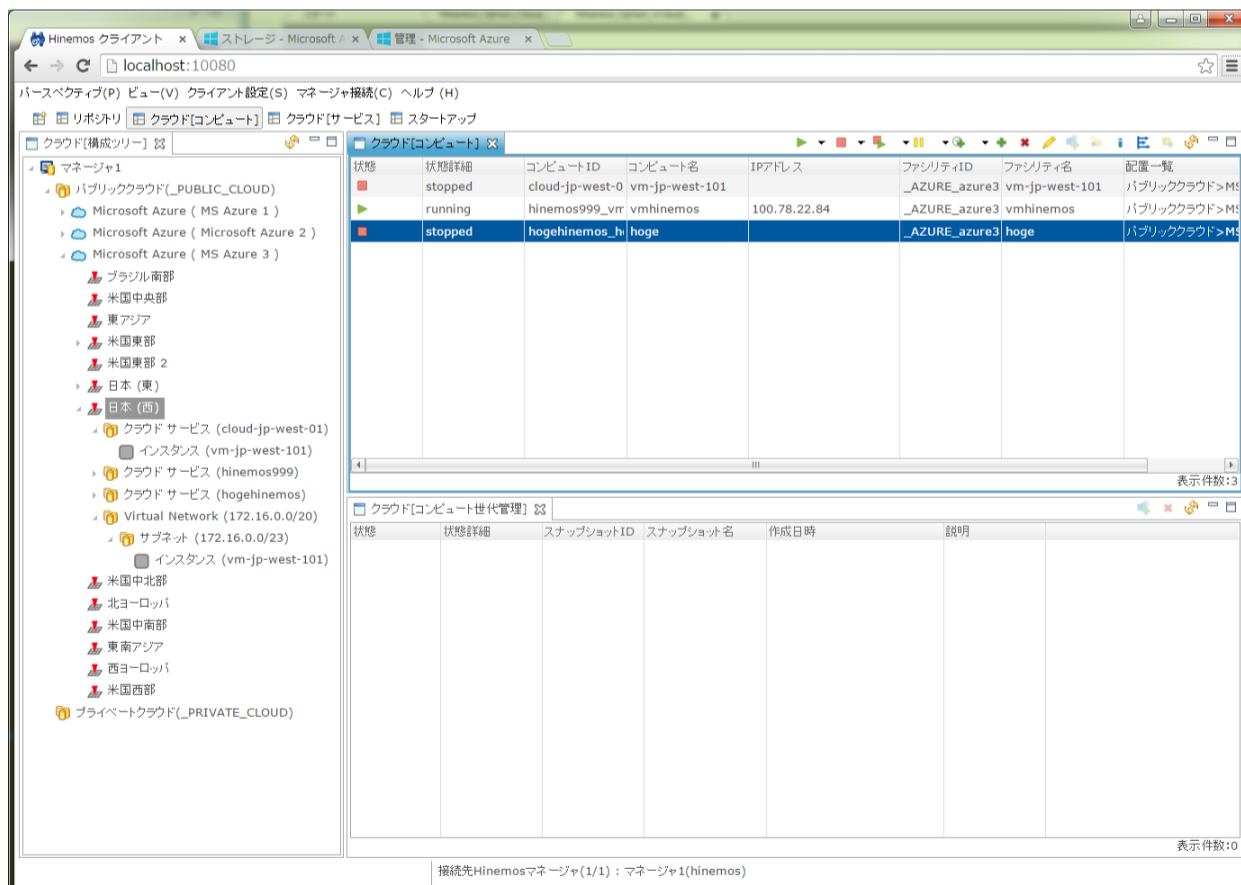 Hinemos クライアント
ストレージ - Microsoft A
管理 - Microsoft Azure
localhost:10080
パースペクティブ(P) ビュー(V) クライアント設定(S) マネージャ接続(C) ヘルプ (H)
リポジトリ クラウド[コンピュート] クラウド[サービス] スタートアップ
クラウド[構成ツリー]
マネージャ1
パブリッククラウド(_PUBLIC_CLOUD)
Microsoft Azure ( MS Azure 1 )
Microsoft Azure ( Microsoft Azure 2 )
Microsoft Azure ( MS Azure 3 )
ブラジル南部
米国中央部
東アジア
米国東部
米国東部 2
日本 (東)
日本 (西)
クラウド サービス (cloud-jp-west-01)
インスタンス (vm-jp-west-101)
クラウド サービス (hinemos999)
クラウド サービス (hogehinemos)
Virtual Network (172.16.0.0/20)
サブネット (172.16.0.0/23)
インスタンス (vm-jp-west-101)
米国中北部
北ヨーロッパ
米国中南部
東南アジア
西ヨーロッパ
米国西部
プライベートクラウド(_PRIVATE_CLOUD)
クラウド[コンピュート]
状態 状態詳細 コンピュートID コンピュート名 IPアドレス ファシリティID ファシリティ名 配置一覧
stopped cloud-jp-west-0 vm-jp-west-101 _AZURE_azure3 vm-jp-west-101 パブリッククラウド>MS
running hinemos999_vm vmhinemos 100.78.22.84 _AZURE_azure3 vmhinemos パブリッククラウド>MS
stopped hogehinemos_h hoge _AZURE_azure3 hoge パブリッククラウド>MS
表示件数:3
クラウド[コンピュート世代管理]
状態 状態詳細 スナップショットID スナップショット名 作成日時 説明
表示件数:0
接続先Hinemosマネージャ(1/1) : マネージャ1(hinemos)